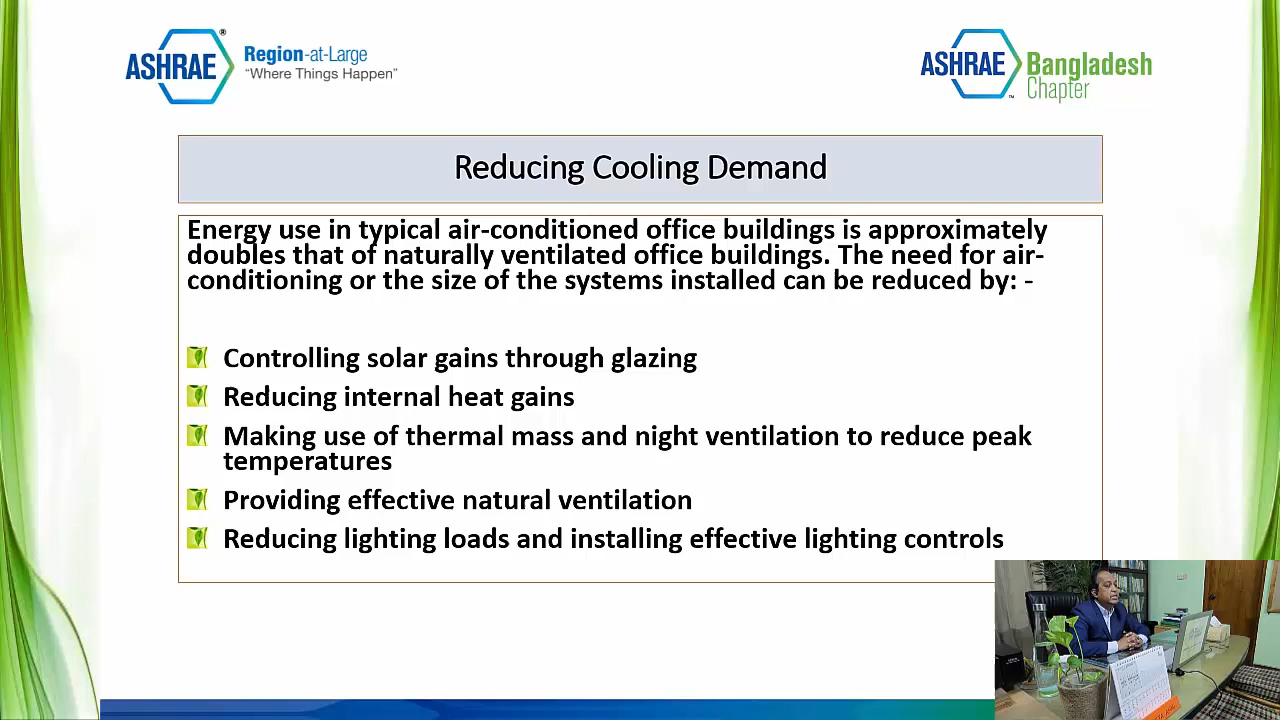 ASHRAE®
Region-at-Large
“Where Things Happen”
ASHRAE™
Bangladesh
Chapter
Reducing Cooling Demand
Energy use in typical air-conditioned office buildings is approximately
doubles that of naturally ventilated office buildings. The need for air-
conditioning or the size of the systems installed can be reduced by: -
Controlling solar gains through glazing
Reducing internal heat gains
Making use of thermal mass and night ventilation to reduce peak
temperatures
Providing effective natural ventilation
Reducing lighting loads and installing effective lighting controls